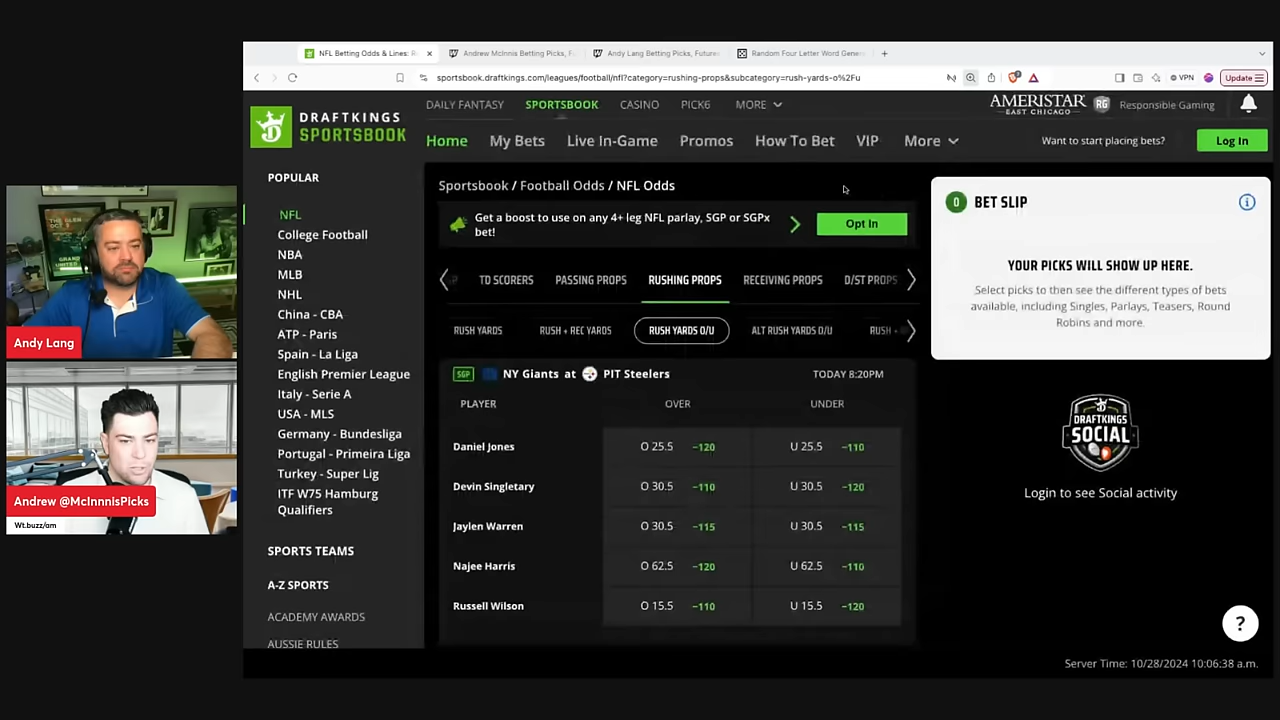 NFL Betting Odds & Lines: R
Andrew McInnis Betting Picks, F
Andy Lang Betting Picks, Future
Random Four Letter Word Gene
sportsbook.draftkings.com/leagues/football/nfl?category=rushing-props&subcategory=rush-yards-o%2Fu
VPN
Update
DRAFTKINGS
SPORTSBOOK
DAILY FANTASY
SPORTSBOOK
CASINO
PICK6
MORE
AMERISTAR
EAST CHICAGO
RG
Responsible Gaming
Home
My Bets
Live In-Game
Promos
How To Bet
VIP
More
Want to start placing bets?
Log In
POPULAR
NFL
College Football
NBA
MLB
NHL
China - CBA
ATP - Paris
Spain - La Liga
English Premier League
Italy - Serie A
USA - MLS
Germany - Bundesliga
Portugal - Primeira Liga
Turkey - Super Lig
ITF W75 Hamburg
Qualifiers
SPORTS TEAMS
A-Z SPORTS
ACADEMY AWARDS
AUSSIE RULES
Sportsbook / Football Odds / NFL Odds
Get a boost to use on any 4+ leg NFL parlay, SGP or SGPx
bet!
Opt In
TD SCORERS
PASSING PROPS
RUSHING PROPS
RECEIVING PROPS
D/ST PROPS
RUSH YARDS
RUSH + REC YARDS
RUSH YARDS O/U
ALT RUSH YARDS O/U
RUSH +
SGP NY Giants at PIT Steelers TODAY 8:20PM
PLAYER OVER UNDER
Daniel Jones O 25.5 −120 U 25.5 −110
Devin Singletary O 30.5 −110 U 30.5 −120
Jaylen Warren O 30.5 −115 U 30.5 −115
Najee Harris O 62.5 −120 U 62.5 −110
Russell Wilson O 15.5 −110 U 15.5 −120
0 BET SLIP
YOUR PICKS WILL SHOW UP HERE.
Select picks to then see the different types of bets
available, including Singles, Parlays, Teasers, Round
Robins and more.
DRAFTKINGS
SOCIAL
Login to see Social activity
?
Server Time: 10/28/2024 10:06:38 a.m.
Andy Lang
Andrew @McInnnisPicks
Wt.buzz/am